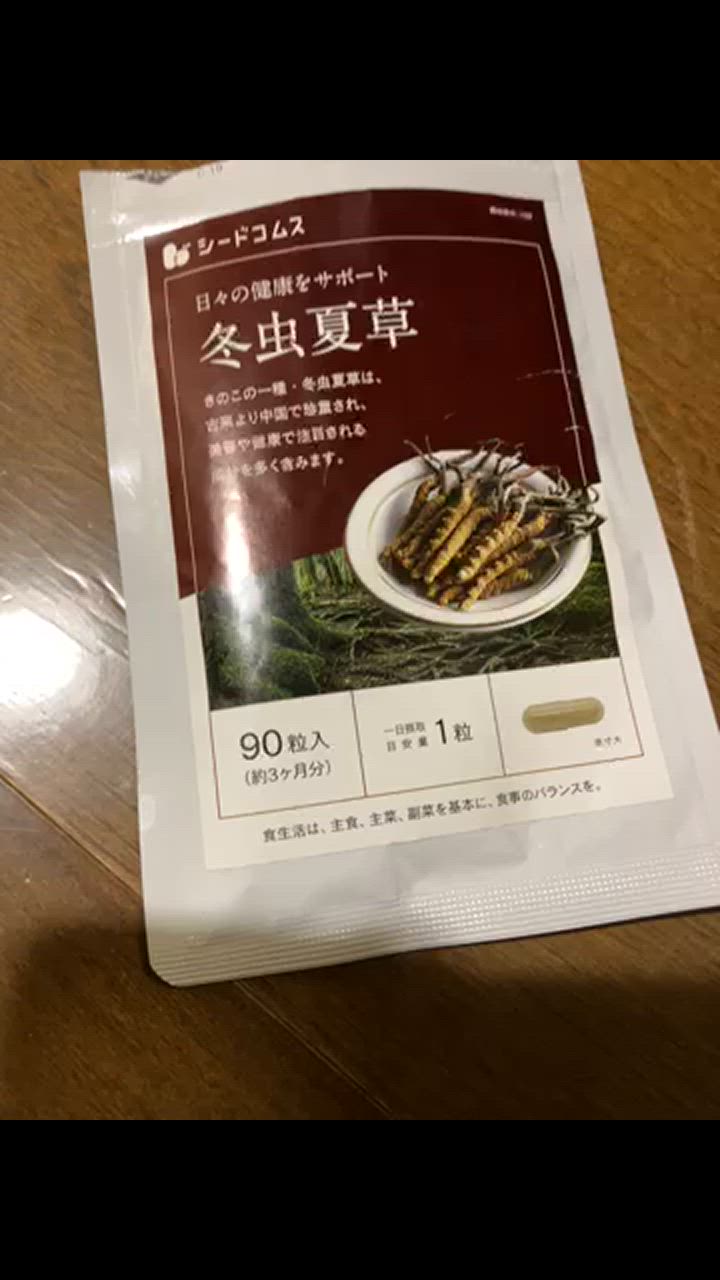 シードコムス
日々の健康をサポート
冬虫夏草
きのこの一種・冬虫夏草は、
古来より中国で珍重され、
美容や健康で注目される
を多く含みます。
90粒入
(約3ヶ月分)
一日摂取
目安量
1粒
実寸大
食生活は、主食、主菜、副菜を基本に、食事のバランスを。